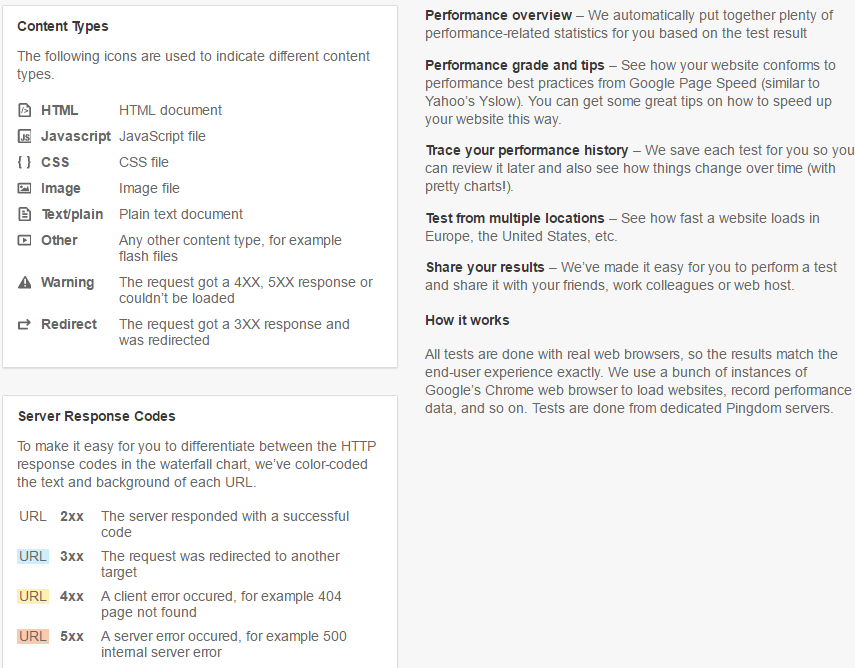 Content Types
The following icons are used to indicate different content
types.
HTML HTML document
Javascript JavaScript file
CSS CSS file
Image Image file
Text/plain Plain text document
Other Any other content type, for example
flash files
Warning The request got a 4XX, 5XX response or
couldn't be loaded
Redirect The request got a 3XX response and
was redirected
Server Response Codes
To make it easy for you to differentiate between the HTTP
response codes in the waterfall chart, we've color-coded
the text and background of each URL.
URL 2xx The server responded with a successful
code
URL 3xx The request was redirected to another
target
URL 4xx A client error occured, for example 404
page not found
URL 5xx A server error occured, for example 500
internal server error
Performance overview – We automatically put together plenty of
performance-related statistics for you based on the test result
Performance grade and tips – See how your website conforms to
performance best practices from Google Page Speed (similar to
Yahoo's Yslow). You can get some great tips on how to speed up
your website this way.
Trace your performance history – We save each test for you so you
can review it later and also see how things change over time (with
pretty charts!).
Test from multiple locations – See how fast a website loads in
Europe, the United States, etc.
Share your results – We've made it easy for you to perform a test
and share it with your friends, work colleagues or web host.
How it works
All tests are done with real web browsers, so the results match the
end-user experience exactly. We use a bunch of instances of
Google's Chrome web browser to load websites, record performance
data, and so on. Tests are done from dedicated Pingdom servers.